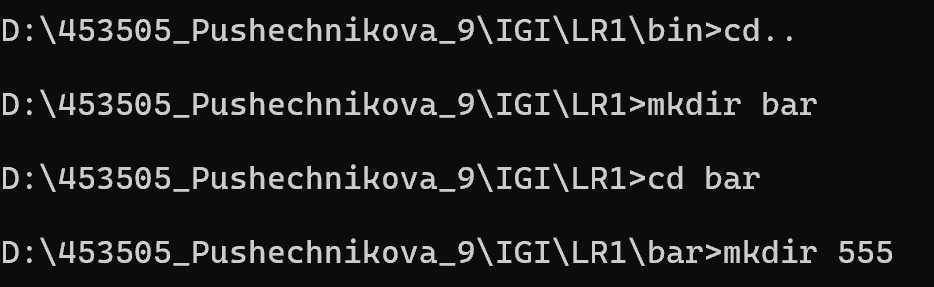 D:\453505_Pushechnikova_9\IGI\LR1\bin>cd..
D:\453505_Pushechnikova_9\IGI\LR1>mkdir bar
D:\453505_Pushechnikova_9\IGI\LR1>cd bar
D:\453505_Pushechnikova_9\IGI\LR1\bar>mkdir 555